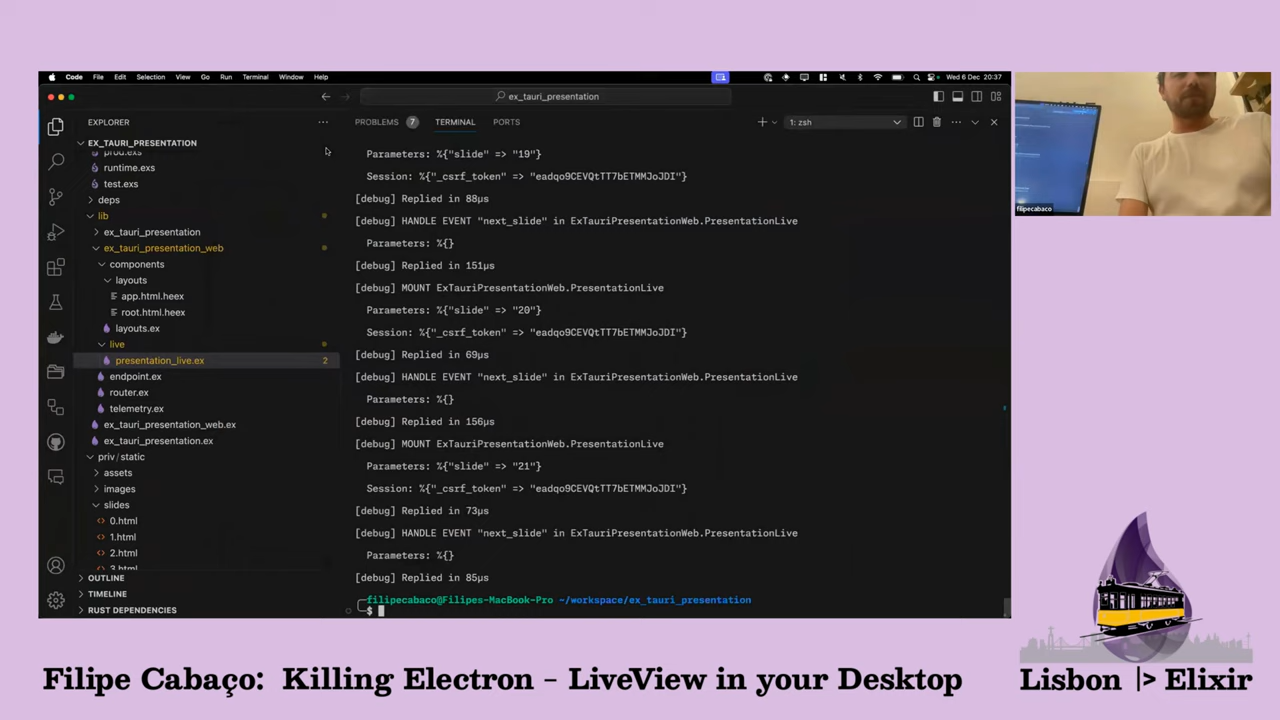 Code File Edit Selection View Go Run Terminal Window Help
Wed 6 Dec 20:37
ex_tauri_presentation
EXPLORER
EX_TAURI_PRESENTATION
prod.exs
runtime.exs
test.exs
deps
lib
ex_tauri_presentation
ex_tauri_presentation_web
components
layouts
app.html.heex
root.html.heex
layouts.ex
live
presentation_live.ex 2
endpoint.ex
router.ex
telemetry.ex
ex_tauri_presentation_web.ex
ex_tauri_presentation.ex
priv/static
assets
images
slides
0.html
1.html
2.html
3.html
OUTLINE
TIMELINE
RUST DEPENDENCIES
PROBLEMS 7 TERMINAL PORTS
1: zsh
Parameters: %{"slide" => "19"}
Session: %{"_csrf_token" => "eadqo9CEVQtTT7bETMMJoJDI"}
[debug] Replied in 88µs
[debug] HANDLE EVENT "next_slide" in ExTauriPresentationWeb.PresentationLive
Parameters: %{}
[debug] Replied in 151µs
[debug] MOUNT ExTauriPresentationWeb.PresentationLive
Parameters: %{"slide" => "20"}
Session: %{"_csrf_token" => "eadqo9CEVQtTT7bETMMJoJDI"}
[debug] Replied in 69µs
[debug] HANDLE EVENT "next_slide" in ExTauriPresentationWeb.PresentationLive
Parameters: %{}
[debug] Replied in 156µs
[debug] MOUNT ExTauriPresentationWeb.PresentationLive
Parameters: %{"slide" => "21"}
Session: %{"_csrf_token" => "eadqo9CEVQtTT7bETMMJoJDI"}
[debug] Replied in 73µs
[debug] HANDLE EVENT "next_slide" in ExTauriPresentationWeb.PresentationLive
Parameters: %{}
[debug] Replied in 85µs
filipecabaco@Filipes-MacBook-Pro ~/workspace/ex_tauri_presentation
$
filipecabaco
Filipe Cabaço: Killing Electron - LiveView in your Desktop
Lisbon |> Elixir